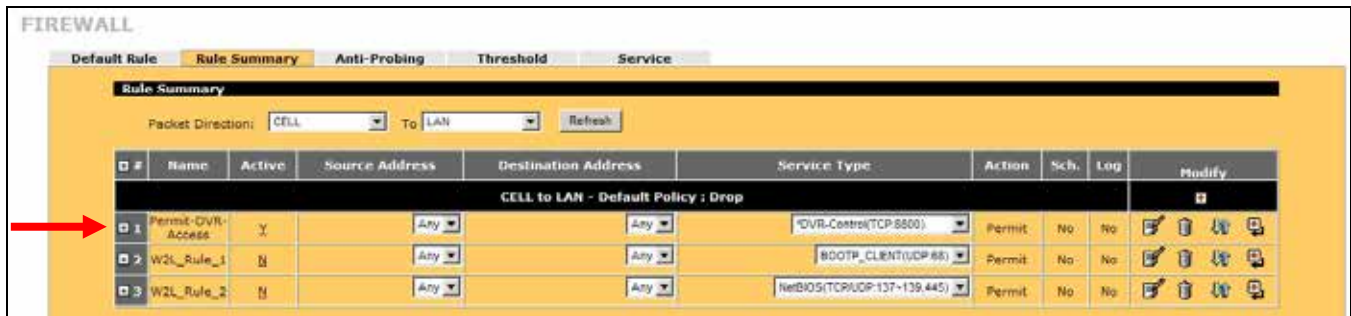 FIREWALL
Default Rule Rule Summary Anti-Probing Threshold Service
Rule Summary
Packet Direction: CELL To LAN Refresh
# Name Active Source Address Destination Address Service Type Action Sch. Log Modify
CELL to LAN - Default Policy : Drop
1 Permit-DVR-Access Y Any Any *DVR-Control(TCP:8800) Permit No No
2 W2L_Rule_1 N Any Any BOOTP_CLIENT(UDP:68) Permit No No
3 W2L_Rule_2 N Any Any NetBIOS(TCP/UDP:137~139,445) Permit No No